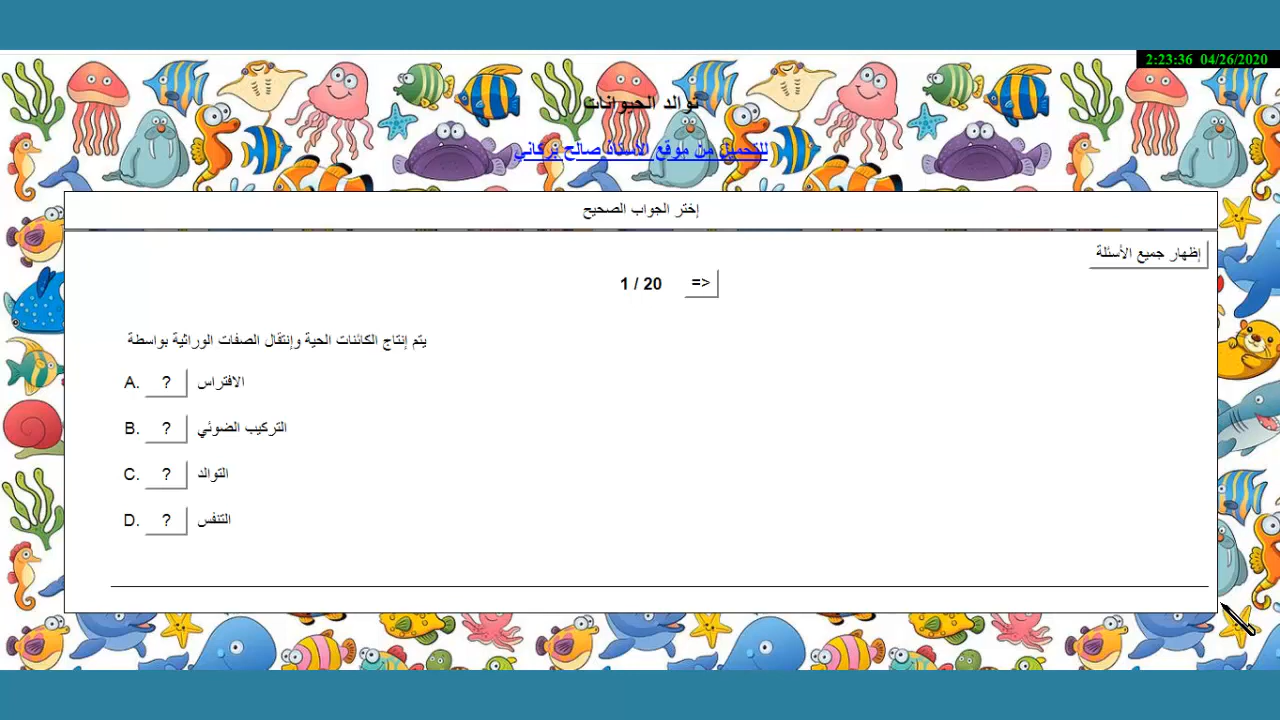 2:23:36 04/26/2020
توالد الحيوانات
للتحميل من موقع الأستاذ صالح بركاني
إختر الجواب الصحيح
إظهار جميع الأسئلة
1 / 20 =>
يتم إنتاج الكائنات الحية وإنتقال الصفات الوراثية بواسطة
A. ? الافتراس
B. ? التركيب الضوئي
C. ? التوالد
D. ? التنفس